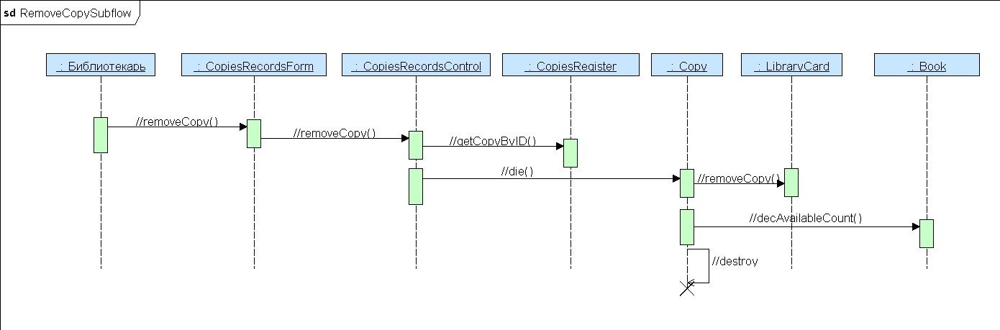 sd RemoveCopySubflow
: Библиотекарь
: CopiesRecordsForm
: CopiesRecordsControl
: CopiesRegister
: Copy
: LibraryCard
: Book
//removeCopy()
//removeCopy()
//getCopyByID()
//die()
//removeCopy()
//decAvailableCount()
//destroy